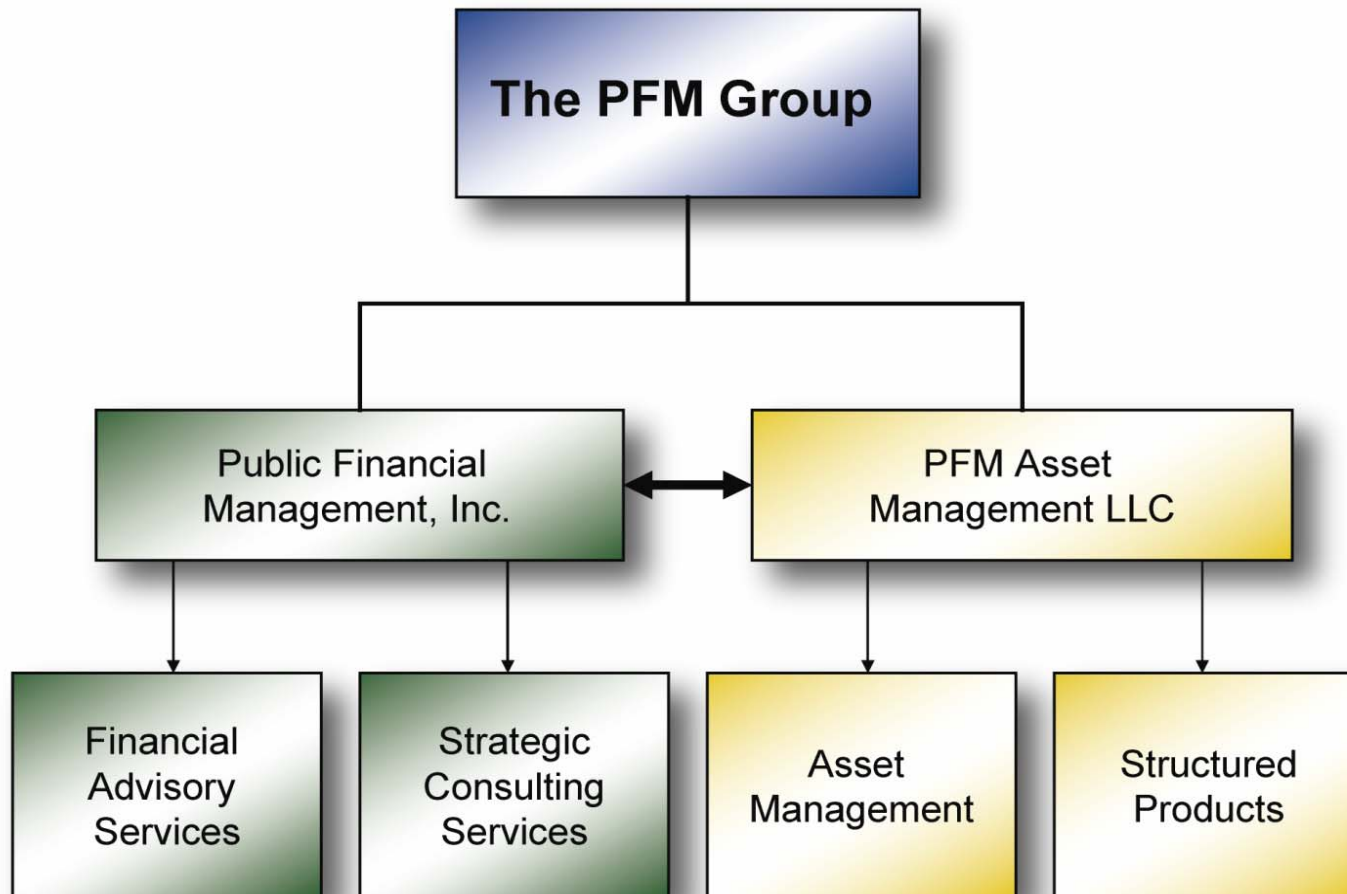 The PFM Group
Public Financial
Management, Inc.
PFM Asset
Management LLC
Financial
Advisory
Services
Strategic
Consulting
Services
Asset
Management
Structured
Products